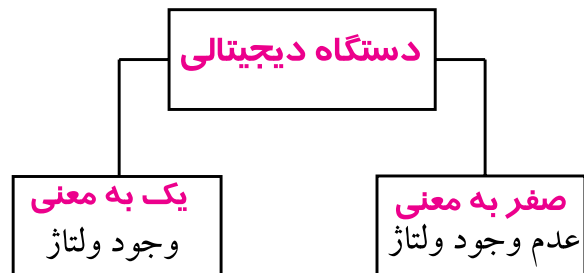 دستگاه دیجیتالی
صفر به معنی
عدم وجود ولتاژ
یک به معنی
وجود ولتاژ